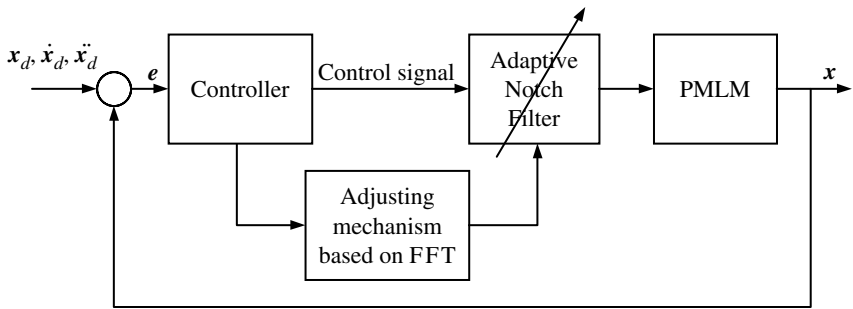 x_d, ẋ_d, ẍ_d
e
Controller
Control signal
Adaptive
Notch
Filter
PMLM
x
Adjusting
mechanism
based on FFT